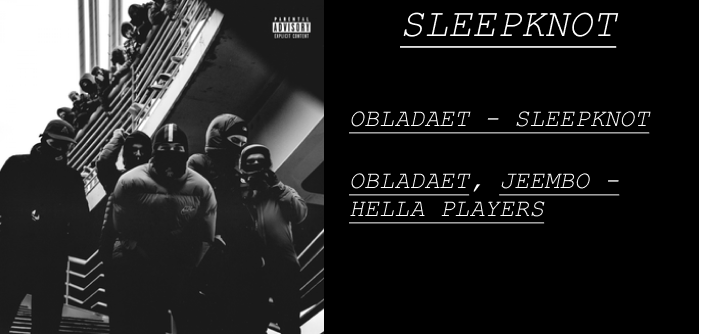 PARENTAL
ADVISORY
EXPLICIT CONTENT
SLEEPKNOT
OBLADAET - SLEEPKNOT
OBLADAET, JEEMBO -
HELLA PLAYERS